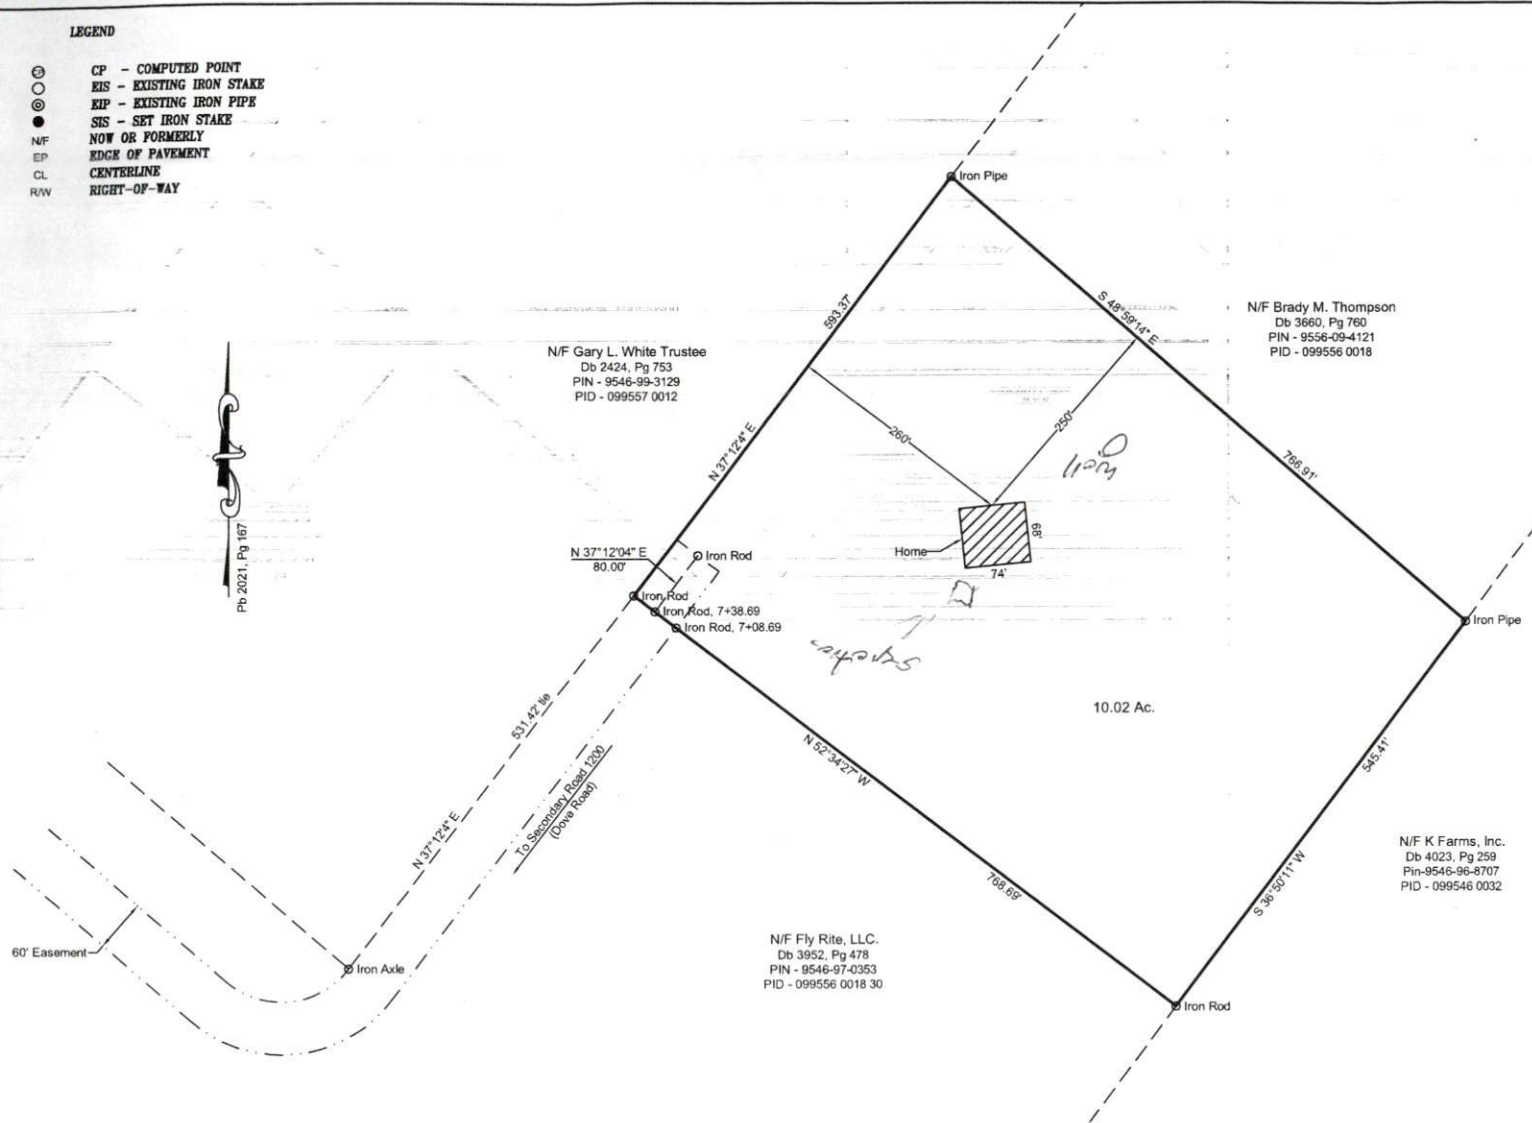 LEGEND
CP - COMPUTED POINT
EIS - EXISTING IRON STAKE
EIP - EXISTING IRON PIPE
SIS - SET IRON STAKE
N/F NOW OR FORMERLY
EP EDGE OF PAVEMENT
CL CENTERLINE
R/W RIGHT-OF-WAY
Iron Pipe
593.37'
S 48°59'14" E
N/F Brady M. Thompson
Db 3660, Pg 760
PIN - 9556-09-4121
PID - 099556 0018
N/F Gary L. White Trustee
Db 2424, Pg 753
PIN - 9546-99-3129
PID - 099557 0012
N 37°12'4" E
260'
250'
Well
766.91'
Pb 2021, Pg 167
N 37°12'04" E
80.00'
Iron Rod
Home
68'
74'
Iron Rod
Iron Rod, 7+38.69
Iron Rod, 7+08.69
Iron Pipe
10.02 Ac.
531.42' tie
N 37°12'4" E
To Secondary Road 1200
(Dove Road)
N 52°34'27" W
768.69'
545.41'
S 36°50'11" W
N/F K Farms, Inc.
Db 4023, Pg 259
Pin-9546-96-8707
PID - 099546 0032
60' Easement
Iron Axle
N/F Fly Rite, LLC.
Db 3952, Pg 478
PIN - 9546-97-0353
PID - 099556 0018 30
Iron Rod